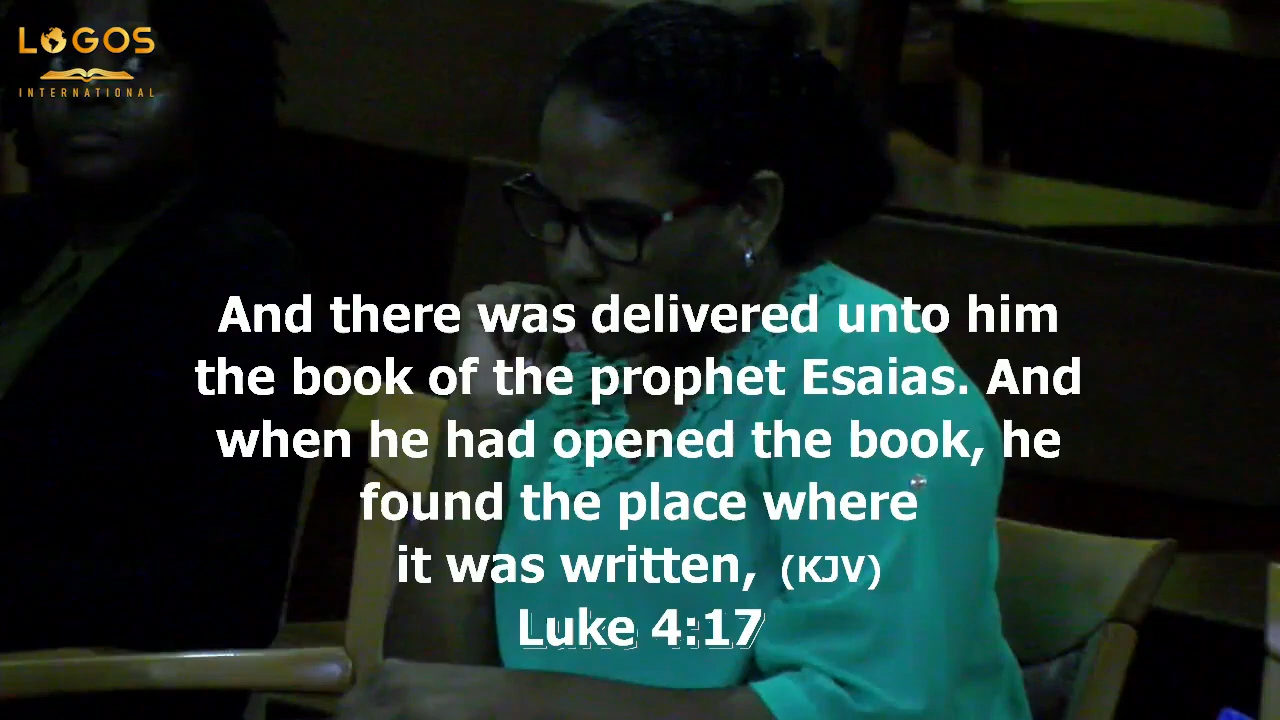 LOGOS
INTERNATIONAL
And there was delivered unto him
the book of the prophet Esaias. And
when he had opened the book, he
found the place where
it was written, (KJV)
Luke 4:17